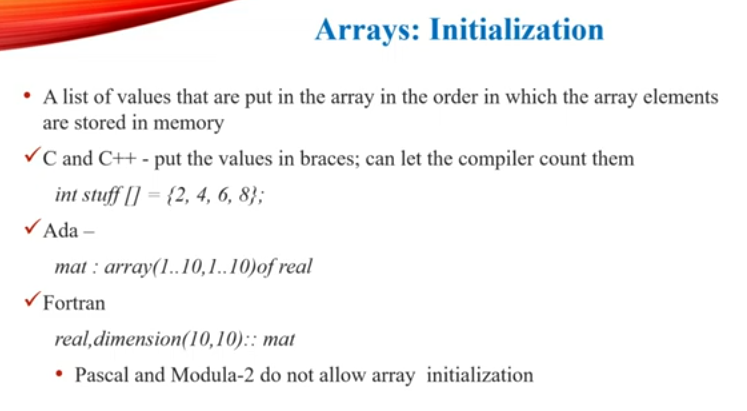 Arrays: Initialization
• A list of values that are put in the array in the order in which the array elements
are stored in memory
✓C and C++ - put the values in braces; can let the compiler count them
int stuff [] = {2, 4, 6, 8};
✓Ada –
mat : array(1..10,1..10)of real
✓Fortran
real,dimension(10,10):: mat
• Pascal and Modula-2 do not allow array initialization